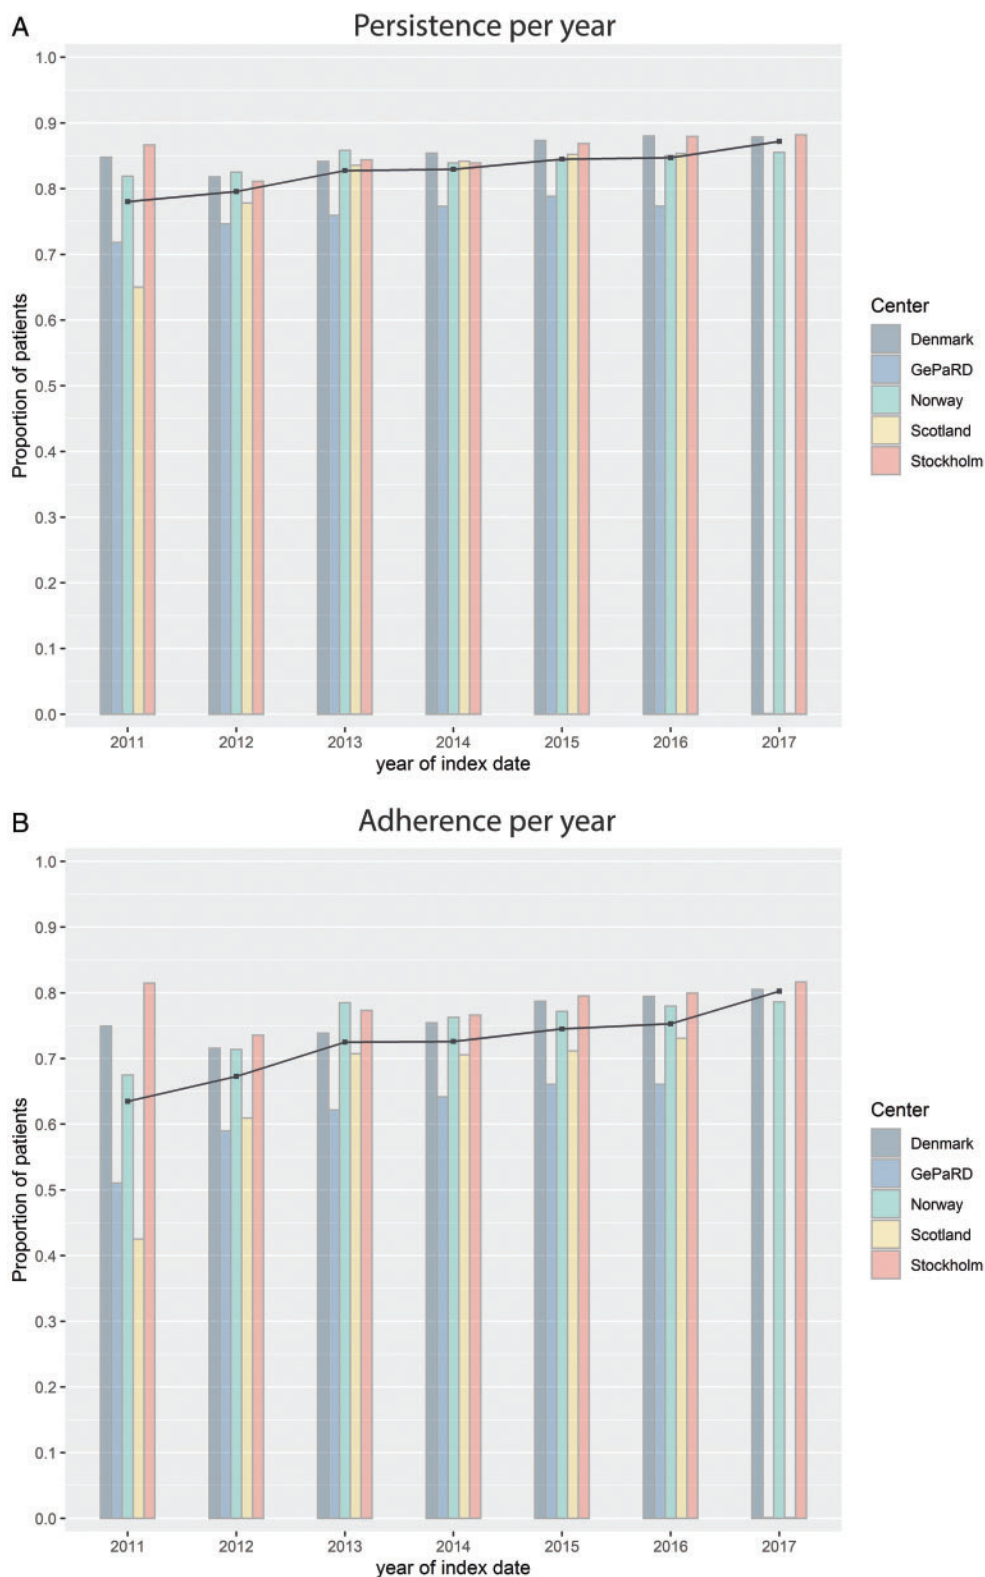 A
Persistence per year
Proportion of patients
1.0
0.9
0.8
0.7
0.6
0.5
0.4
0.3
0.2
0.1
0.0
2011 2012 2013 2014 2015 2016 2017
year of index date
Center
Denmark
GePaRD
Norway
Scotland
Stockholm
B
Adherence per year
Proportion of patients
1.0
0.9
0.8
0.7
0.6
0.5
0.4
0.3
0.2
0.1
0.0
2011 2012 2013 2014 2015 2016 2017
year of index date
Center
Denmark
GePaRD
Norway
Scotland
Stockholm